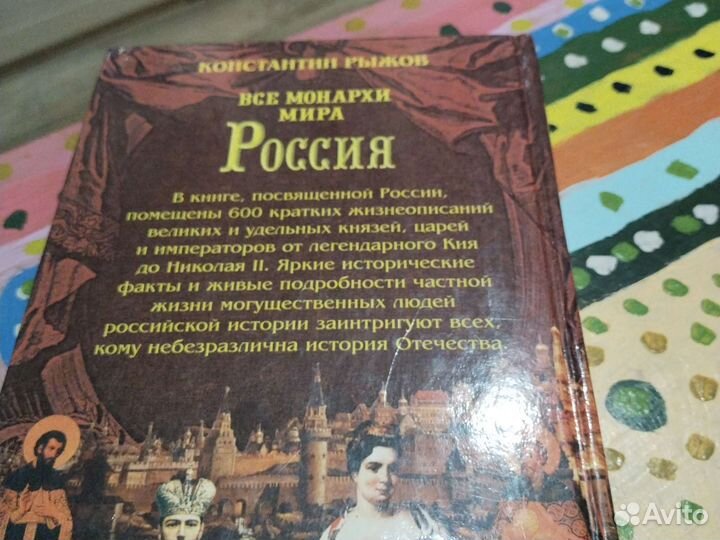 КОНСТАНТИН РЫЖОВ
ВСЕ МОНАРХИ
МИРА
РОССИЯ
В книге, посвященной России,
помещены 600 кратких жизнеописаний
великих и удельных князей, царей
и императоров от легендарного Кия
до Николая II. Яркие исторические
факты и живые подробности частной
жизни могущественных людей
российской истории заинтригуют всех,
кому небезразлична история Отечества.
Avito